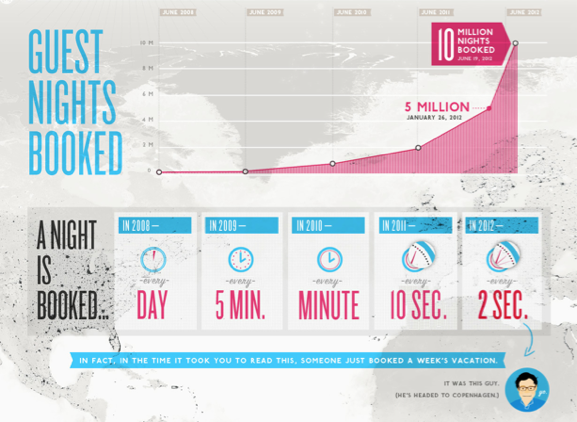 JUNE 2008
JUNE 2009
JUNE 2010
JUNE 2011
JUNE 2012
GUEST
NIGHTS
BOOKED
10 M
8 M
6 M
4 M
2 M
0
10 MILLION
NIGHTS
BOOKED
JUNE 19, 2012
5 MILLION
JANUARY 26, 2012
A NIGHT
IS
BOOKED...
IN 2008—
every
DAY
IN 2009—
every
5 MIN.
IN 2010—
every
MINUTE
IN 2011—
every
10 SEC.
IN 2012—
every
2 SEC.
IN FACT, IN THE TIME IT TOOK YOU TO READ THIS, SOMEONE JUST BOOKED A WEEK'S VACATION.
IT WAS THIS GUY.
(HE'S HEADED TO COPENHAGEN.)